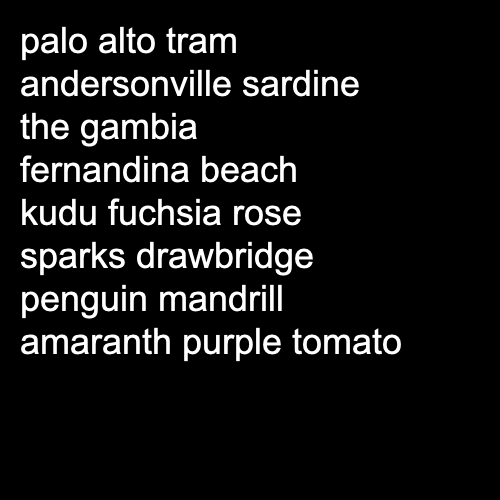 palo alto tram
andersonville sardine
the gambia
fernandina beach
kudu fuchsia rose
sparks drawbridge
penguin mandrill
amaranth purple tomato